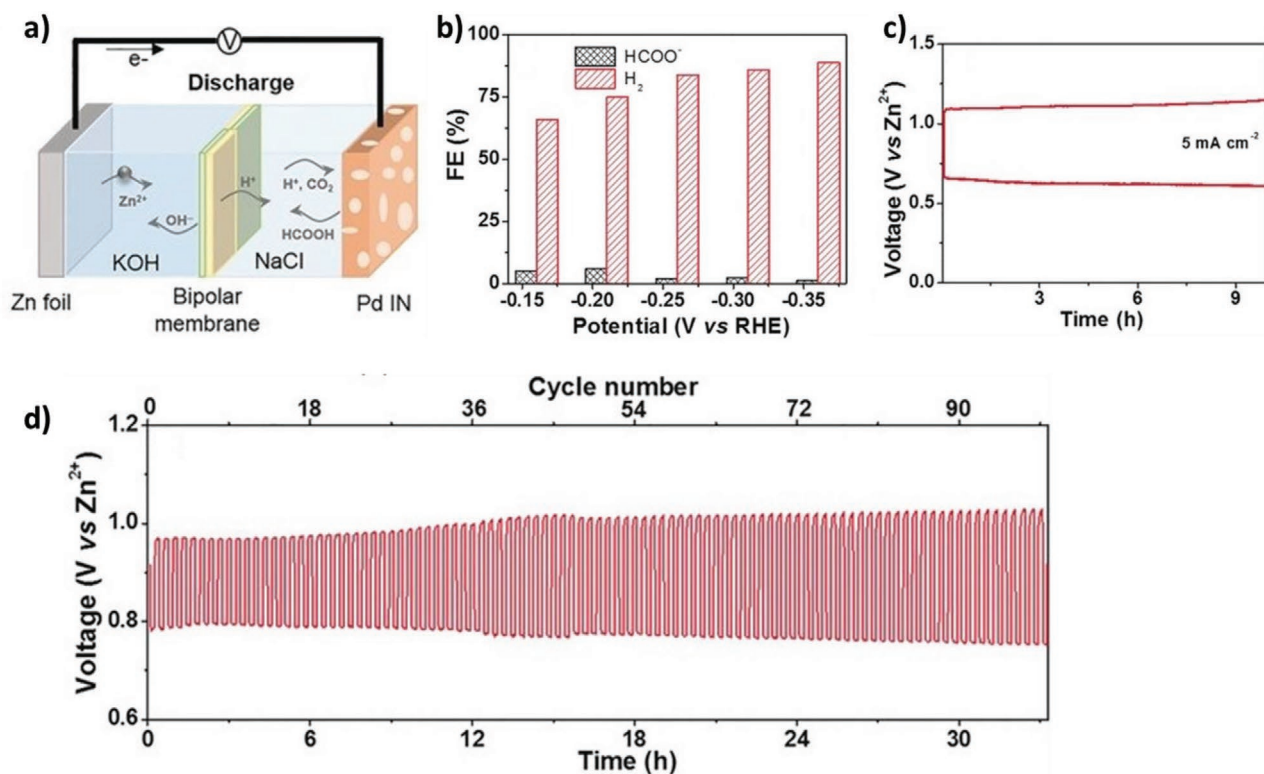 a)
V
e-
Discharge
Zn²⁺
OH⁻
H⁺
H⁺, CO₂
HCOOH
KOH
NaCl
Zn foil
Bipolar
membrane
Pd IN
b)
FE (%)
100
75
50
25
0
HCOO⁻
H₂
-0.15 -0.20 -0.25 -0.30 -0.35
Potential (V vs RHE)
c)
Voltage (V vs Zn²⁺)
1.5
1.0
0.5
0.0
5 mA cm⁻²
3 6 9
Time (h)
d)
Cycle number
0 18 36 54 72 90
Voltage (V vs Zn²⁺)
1.2
1.0
0.8
0.6
0 6 12 18 24 30
Time (h)